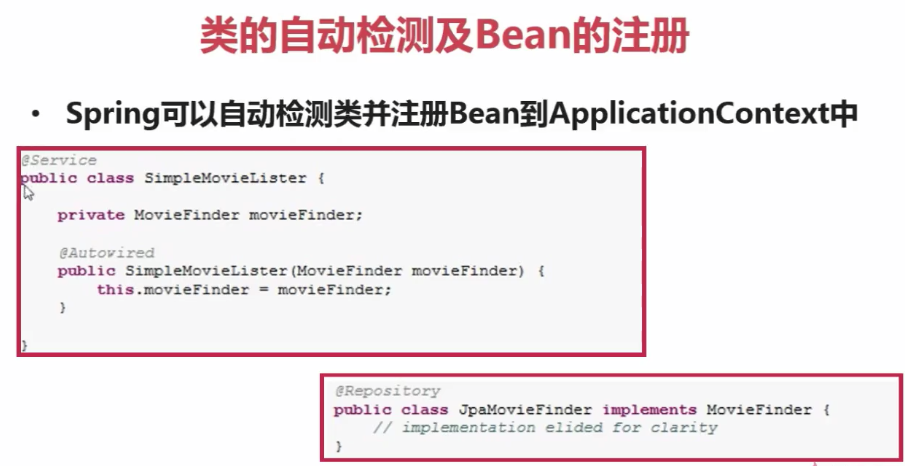 类的自动检测及Bean的注册
• Spring可以自动检测类并注册Bean到ApplicationContext中
@Service
public class SimpleMovieLister {
private MovieFinder movieFinder;
@Autowired
public SimpleMovieLister(MovieFinder movieFinder) {
this.movieFinder = movieFinder;
}
}
@Repository
public class JpaMovieFinder implements MovieFinder {
// implementation elided for clarity
}